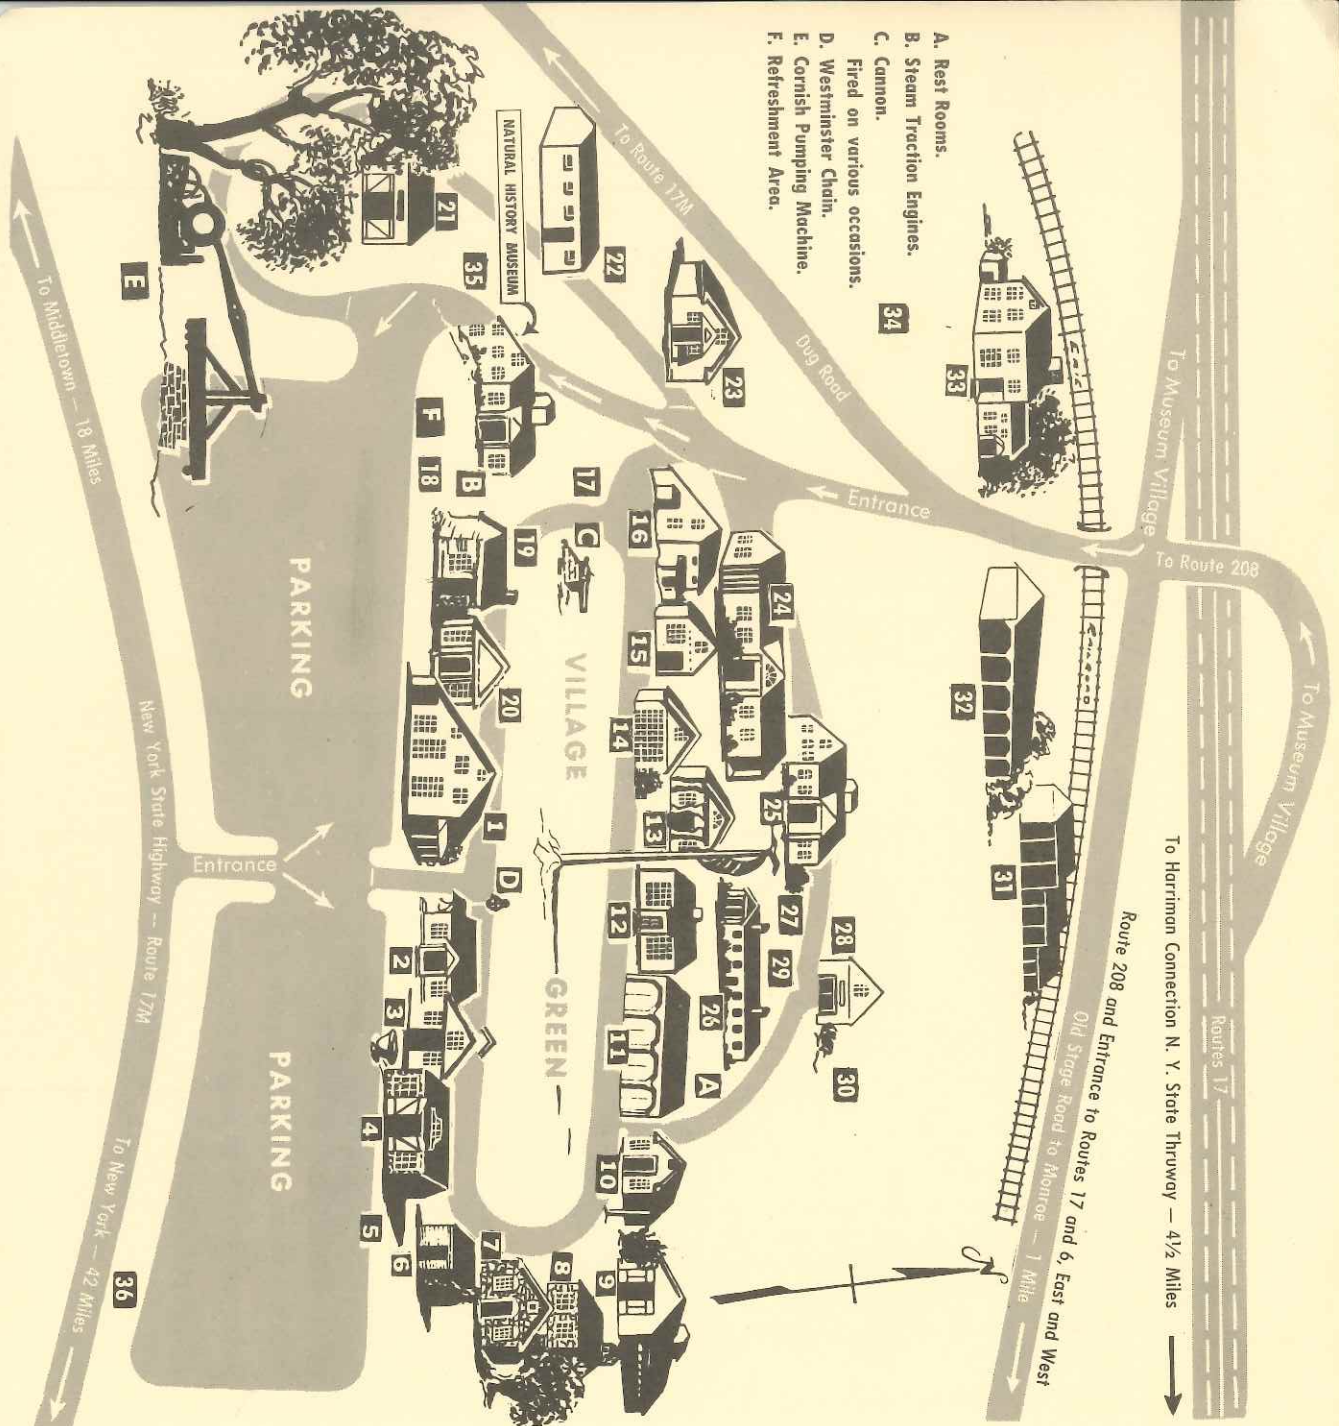 To Harriman Connection N. Y. State Thruway — 4½ Miles
Routes 17
To Museum Village
To Route 208
Route 208 and Entrance to Routes 17 and 6, East and West
To Museum Village
Old Stage Road to Monroe — 1 Mile
Railroad
N
A. Rest Rooms.
B. Steam Traction Engines.
C. Cannon.
Fired on various occasions.
D. Westminster Chain.
E. Cornish Pumping Machine.
F. Refreshment Area.
33
32
31
34
To Route 17M
Dug Road
Entrance
28
30
22
23
24
25
27
29
26
A
NATURAL HISTORY MUSEUM
35
16
15
14
13
12
11
10
9
17
C
VILLAGE
GREEN
21
F
18
B
19
20
1
D
2
3
4
5
6
7
8
E
PARKING
PARKING
Entrance
36
To Middletown — 18 Miles
New York State Highway -- Route 17M
To New York — 42 Miles